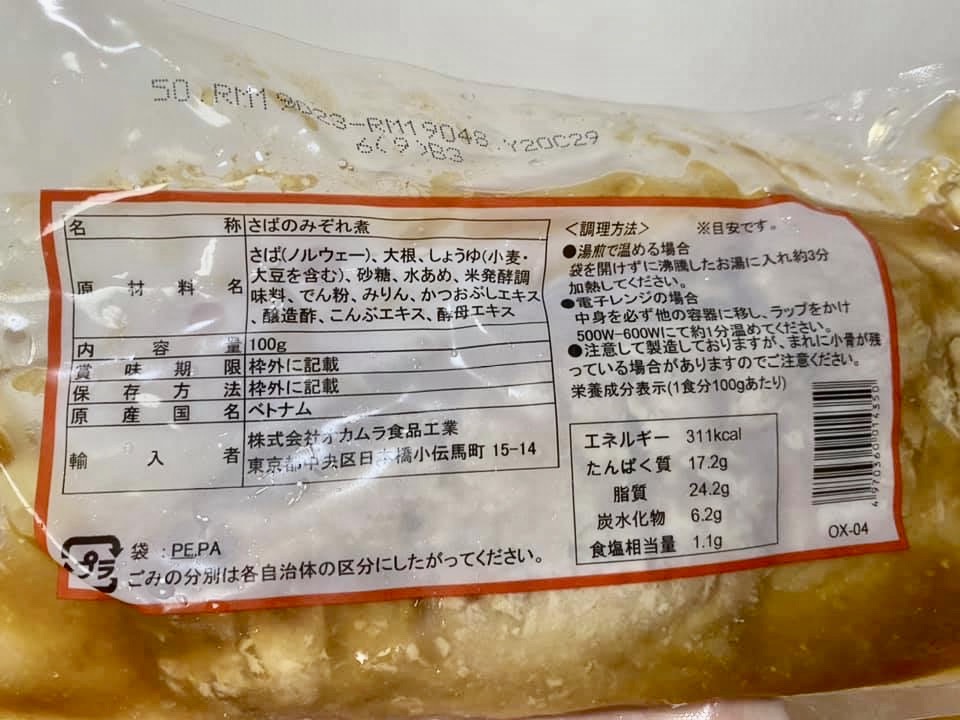 50.RM19023-RM19048.Y20C29
6(9)B3
名称 さばのみぞれ煮
原材料名 さば(ノルウェー)、大根、しょうゆ(小麦・
大豆を含む)、砂糖、水あめ、米発酵調
味料、でん粉、みりん、かつおぶしエキス
、醸造酢、こんぶエキス、酵母エキス
内容量 100g
賞味期限 枠外に記載
保存方法 枠外に記載
原産国名 ベトナム
輸入者 株式会社オカムラ食品工業
東京都中央区日本橋小伝馬町 15-14
プラ
袋 : PE,PA
ごみの分別は各自治体の区分にしたがってください。
<調理方法> ※目安です。
●湯煎で温める場合
袋を開けずに沸騰したお湯に入れ約3分
加熱してください。
●電子レンジの場合
中身を必ず他の容器に移し、ラップをかけ
500W-600Wにて約1分温めてください。
●注意して製造しておりますが、まれに小骨が残
っている場合がありますのでご注意ください。
栄養成分表示(1食分100gあたり)
エネルギー 311kcal
たんぱく質 17.2g
脂質 24.2g
炭水化物 6.2g
食塩相当量 1.1g
4 970360 014350
OX-04